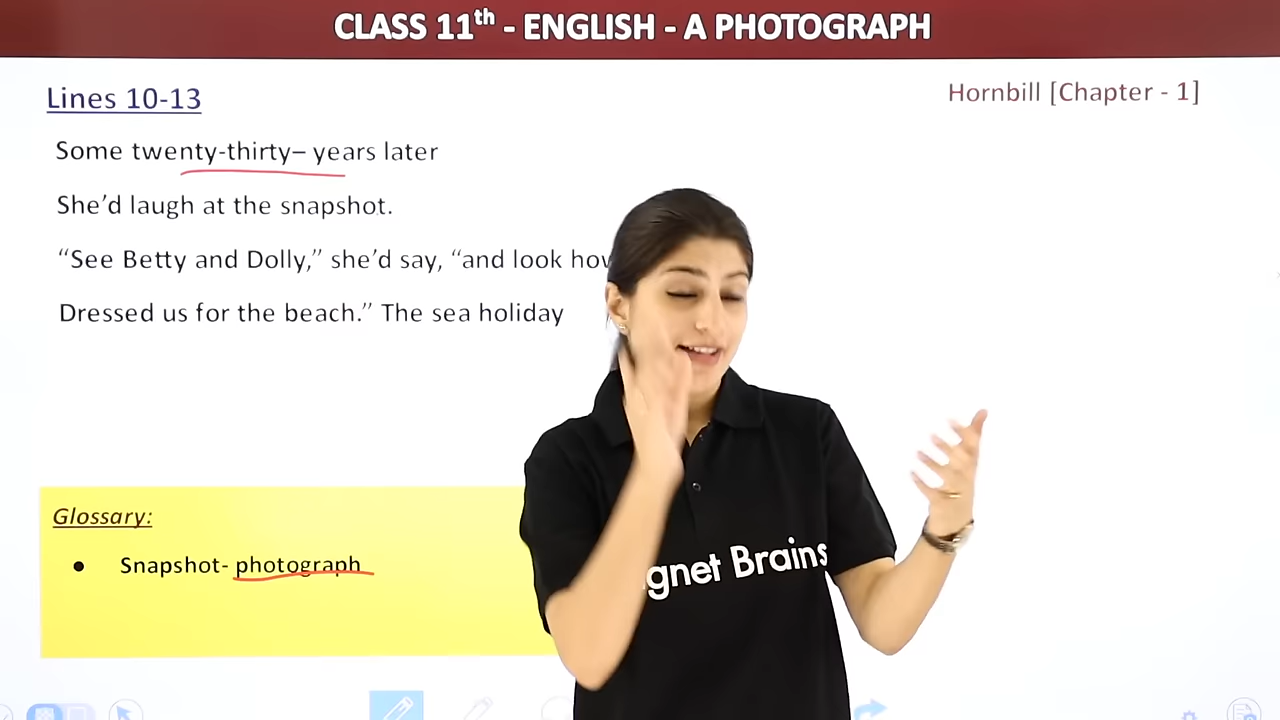 CLASS 11th - ENGLISH - A PHOTOGRAPH
Lines 10-13
Hornbill [Chapter - 1]
Some twenty-thirty– years later
She’d laugh at the snapshot.
“See Betty and Dolly,” she’d say, “and look how
Dressed us for the beach.” The sea holiday
Glossary:
● Snapshot- photograph
gnet Brains